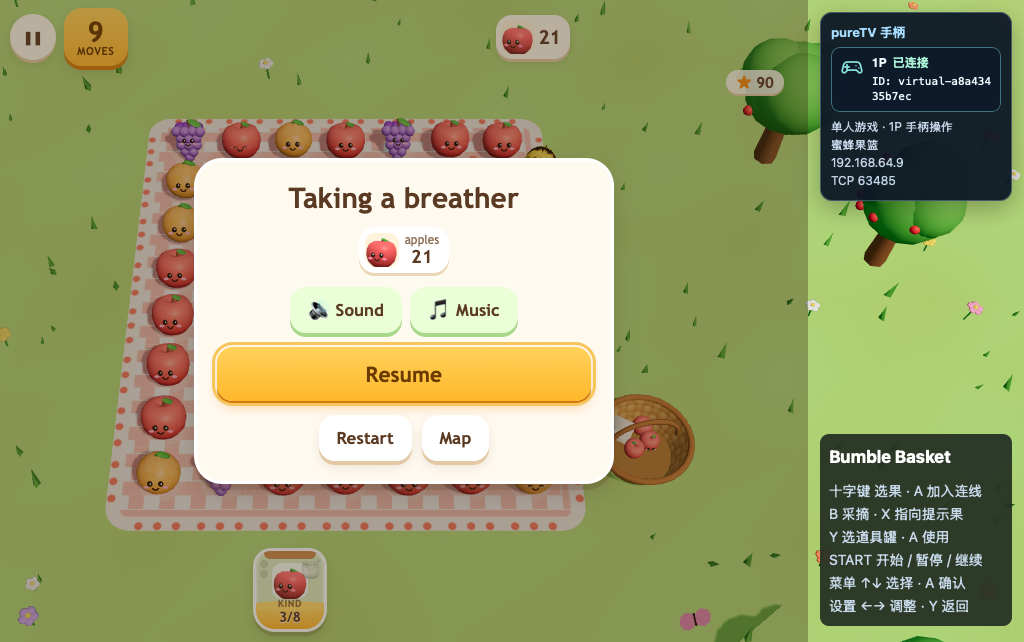 9
MOVES
21
90
Taking a breather
apples
21
Sound
Music
Resume
Restart
Map
KIND
3/8
pureTV 手柄
1P 已连接
ID: virtual-a8a434
35b7ec
单人游戏 · 1P 手柄操作
蜜蜂果篮
192.168.64.9
TCP 63485
Bumble Basket
十字键 选果 · A 加入连线
B 采摘 · X 指向提示果
Y 选道具罐 · A 使用
START 开始 / 暂停 / 继续
菜单 ↑↓ 选择 · A 确认
设置 ←→ 调整 · Y 返回